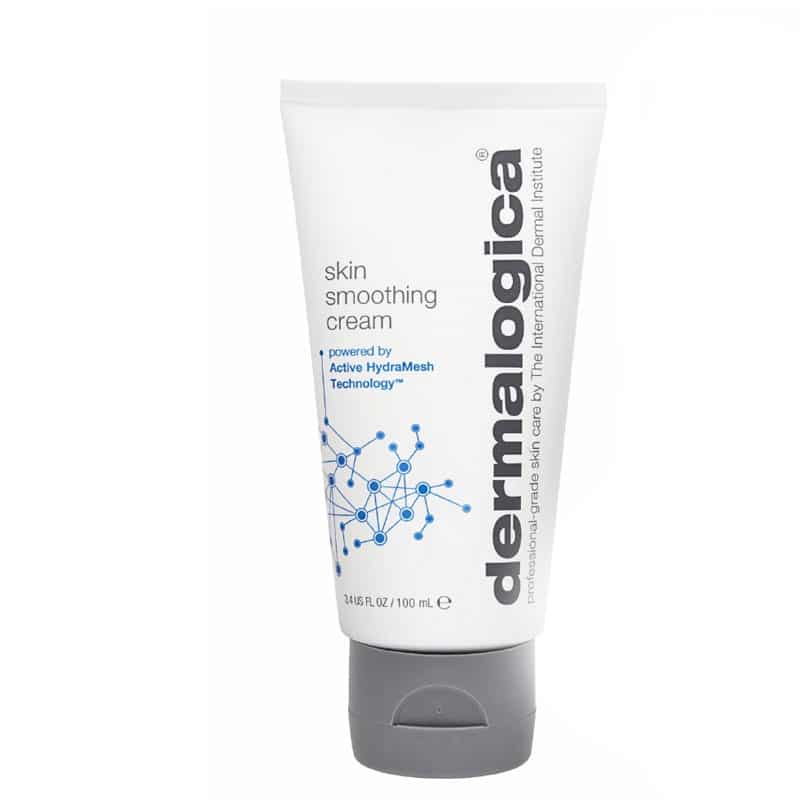 skin
smoothing
cream
powered by
Active HydraMesh
Technology™
3.4 US FL OZ / 100 mL ℮
dermalogica®
professional-grade skin care by The International Dermal Institute